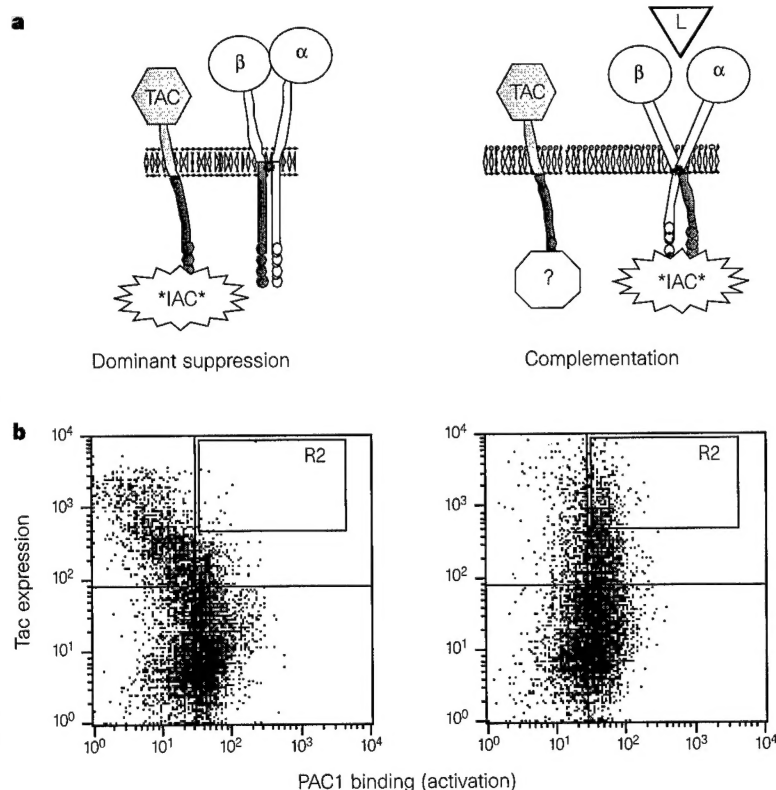 a
L
β α β α
TAC TAC
*IAC* ? *IAC*
Dominant suppression Complementation
b
10⁴ R2 10⁴ R2
10³ 10³
10² 10²
10¹ 10¹
10⁰ 10⁰
Tac expression
10⁰ 10¹ 10² 10³ 10⁴ 10⁰ 10¹ 10² 10³ 10⁴
PAC1 binding (activation)